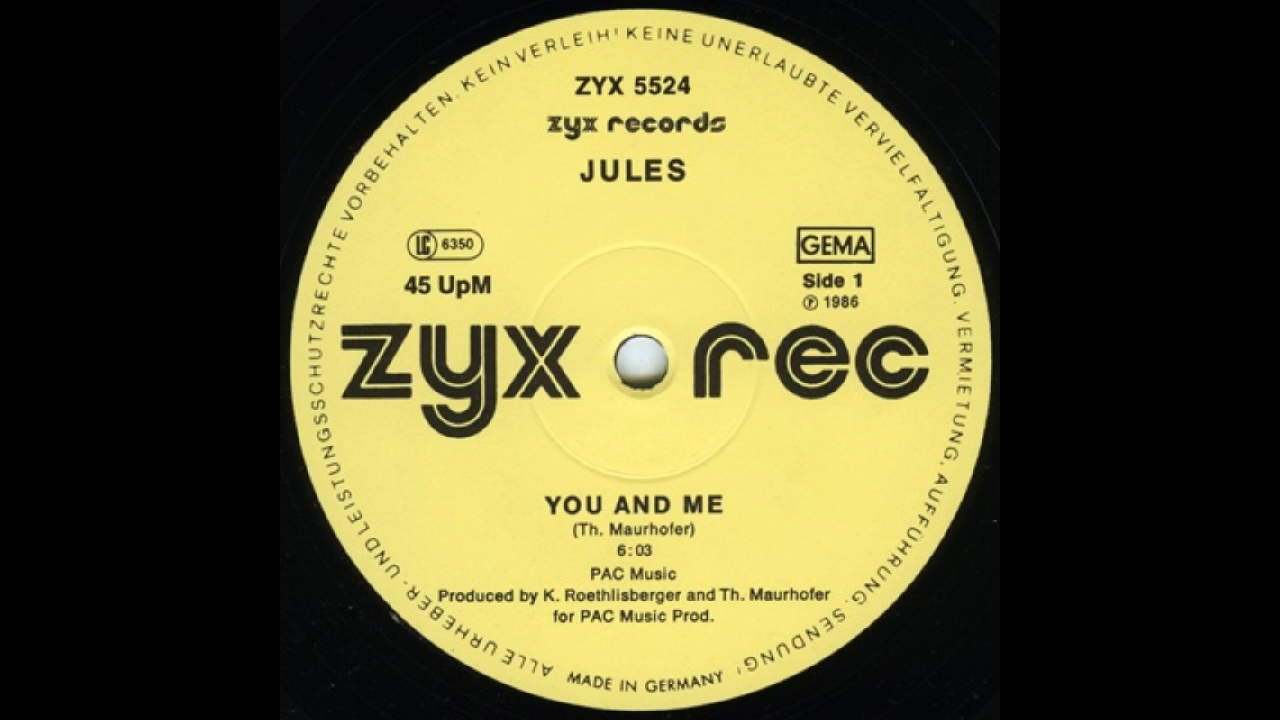 ALLE URHEBER- UND LEISTUNGSSCHUTZRECHTE VORBEHALTEN. KEIN VERLEIH! KEINE UNERLAUBTE VERVIELFÄLTIGUNG. VERMIETUNG. AUFFÜHRUNG. SENDUNG!
ZYX 5524
zyx records
JULES
LC 6350
GEMA
45 UpM
Side 1
Ⓟ 1986
zyx rec
YOU AND ME
(Th. Maurhofer)
6:03
PAC Music
Produced by K. Roethlisberger and Th. Maurhofer
for PAC Music Prod.
MADE IN GERMANY